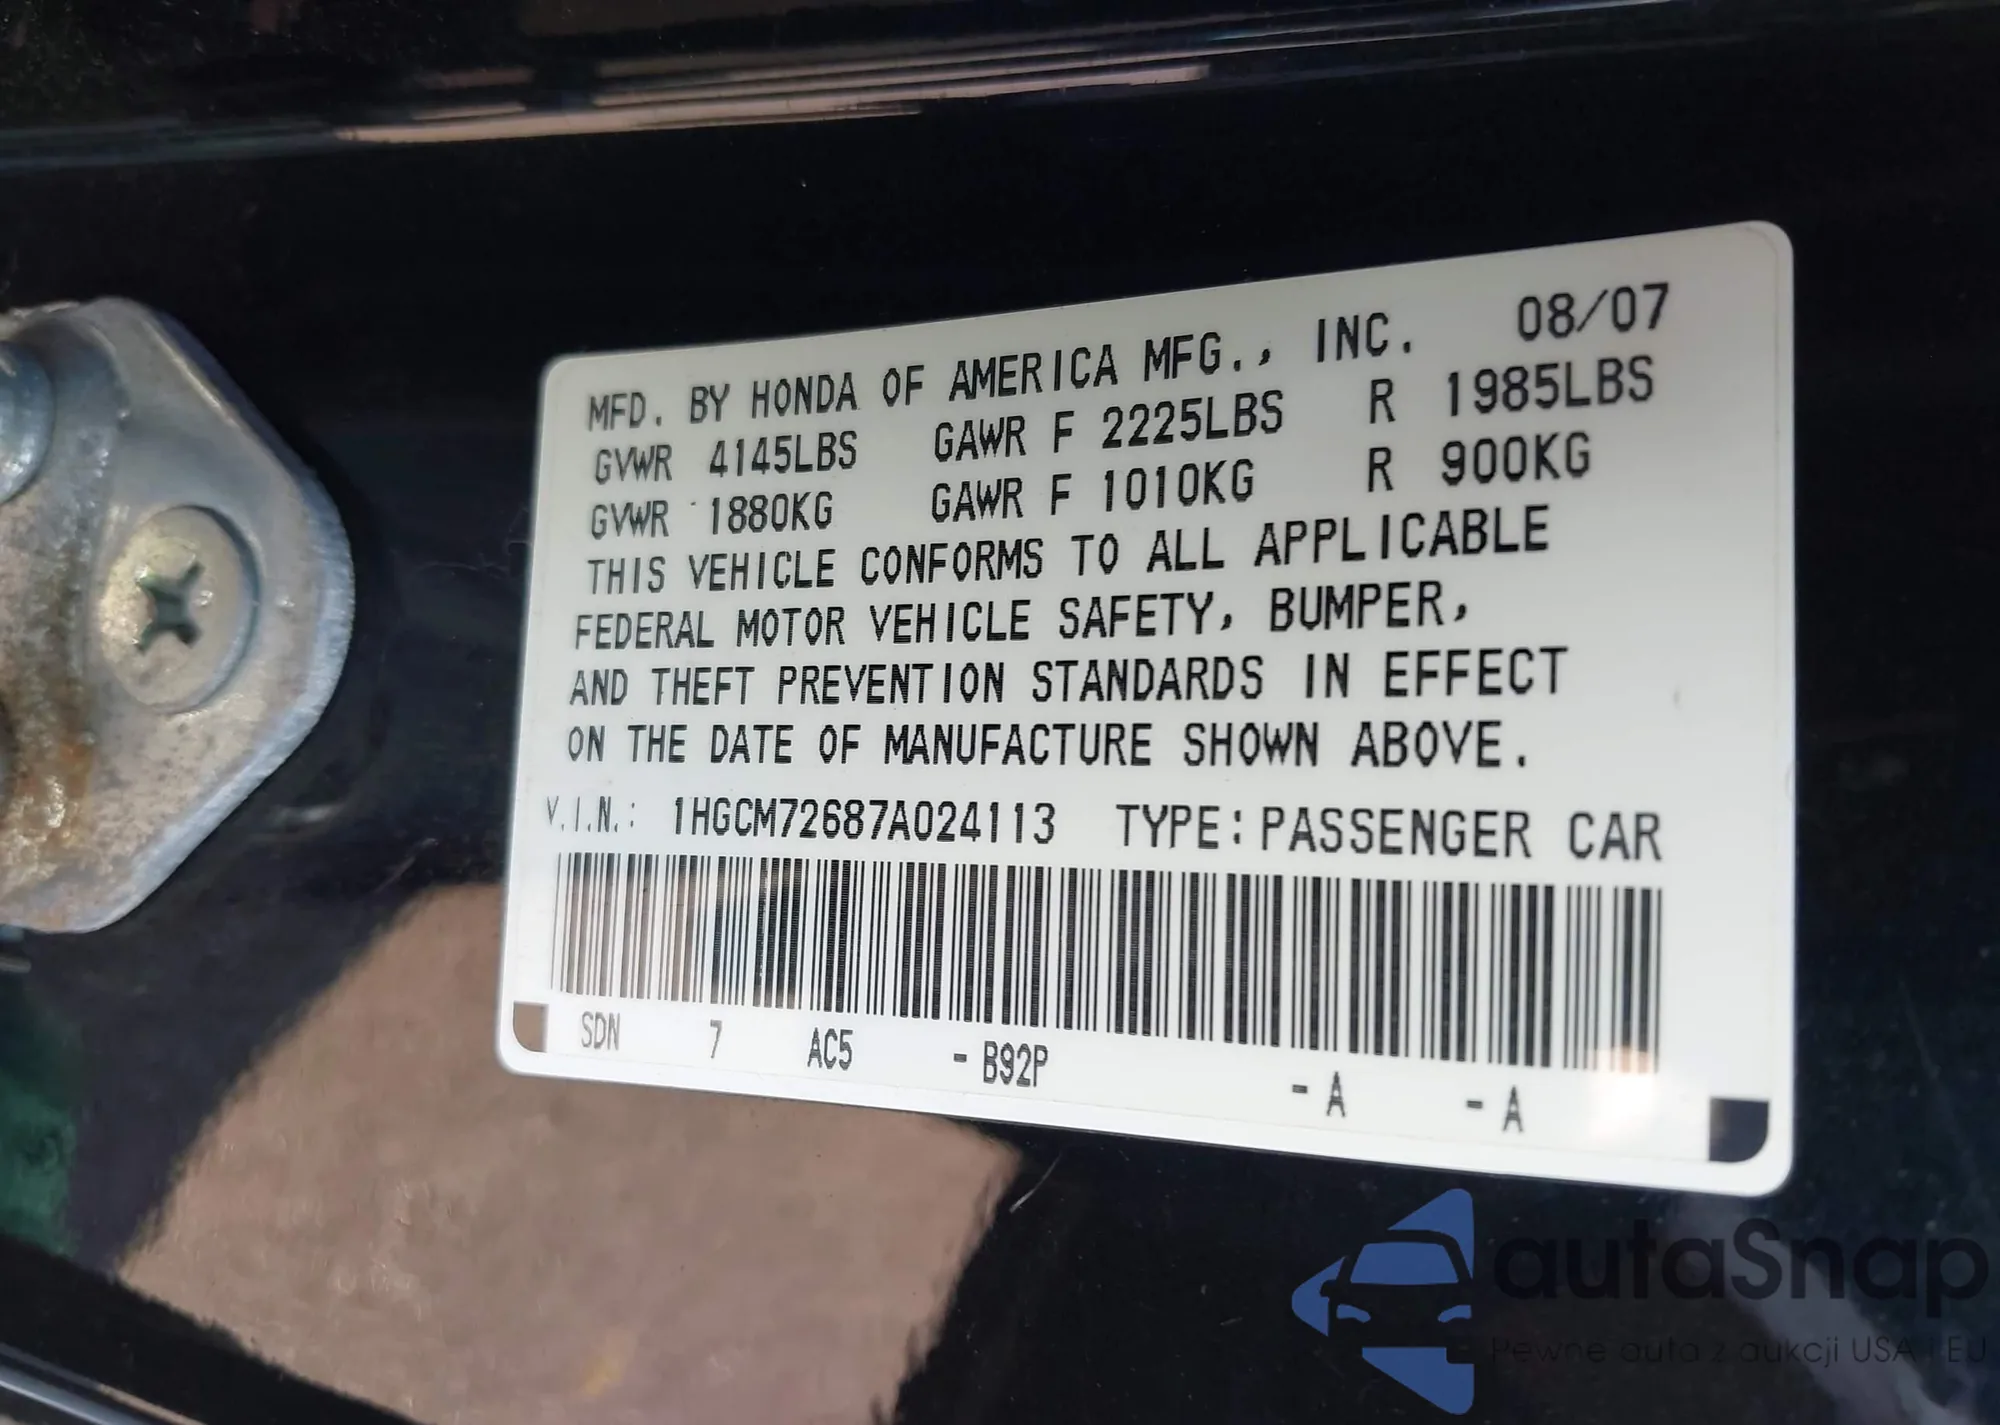 MFD. BY HONDA OF AMERICA MFG., INC. 08/07
GVWR 4145LBS GAWR F 2225LBS R 1985LBS
GVWR 1880KG GAWR F 1010KG R 900KG
THIS VEHICLE CONFORMS TO ALL APPLICABLE
FEDERAL MOTOR VEHICLE SAFETY, BUMPER,
AND THEFT PREVENTION STANDARDS IN EFFECT
ON THE DATE OF MANUFACTURE SHOWN ABOVE.
V.I.N.: 1HGCM72687A024113 TYPE: PASSENGER CAR
SDN 7 AC5 - B92P - A - A
autaSnap
Pewne auta z aukcji USA i EU